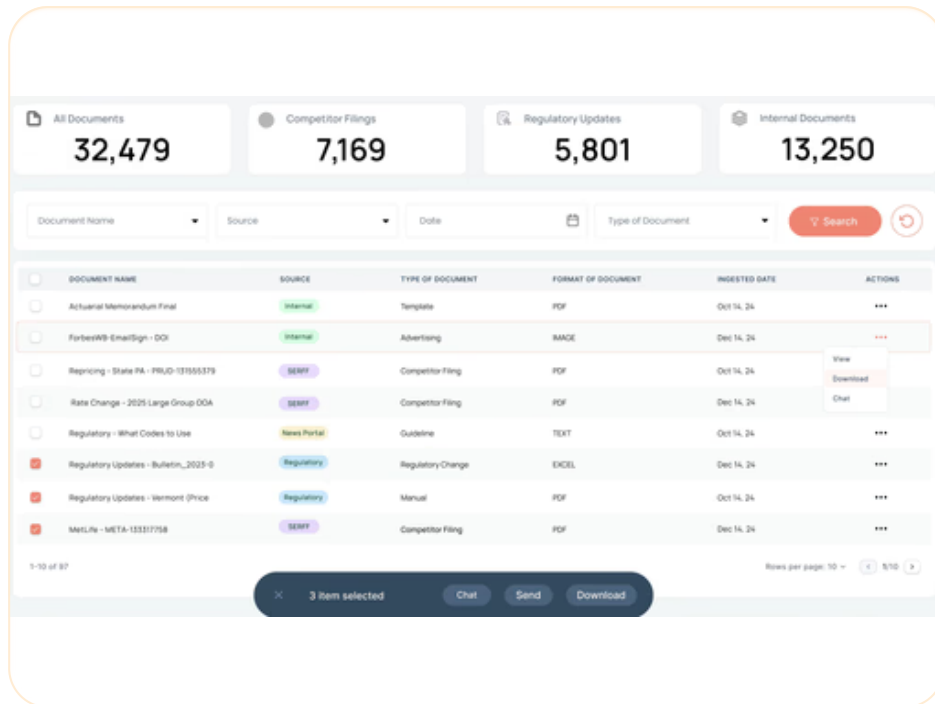 All Documents Competitor Filings Regulatory Updates Internal Documents
32,479 7,169 5,801 13,250
Document Name Source Date Type of Document Search
DOCUMENT NAME SOURCE TYPE OF DOCUMENT FORMAT OF DOCUMENT INGESTED DATE ACTIONS
Actuarial Memorandum Final Internal Template PDF Oct 14, 24
ForbesWB-EmailSign - DOI Internal Advertising IMAGE Dec 14, 24
View
Repricing - State PA - PRUD-131555379 SERFF Competitor Filing PDF Oct 14, 24
Download
Chat
Rate Change - 2025 Large Group OOA SERFF Competitor Filing PDF Dec 14, 24
Regulatory - What Codes to Use News Portal Guideline TEXT Oct 14, 24
Regulatory Updates - Bulletin_2023-0 Regulatory Regulatory Change EXCEL Dec 14, 24
Regulatory Updates - Vermont (Price Regulatory Manual PDF Oct 14, 24
MetLife - META-133317758 SERFF Competitor Filing PDF Dec 14, 24
1-10 of 97 Rows per page: 10 1/10
3 item selected Chat Send Download